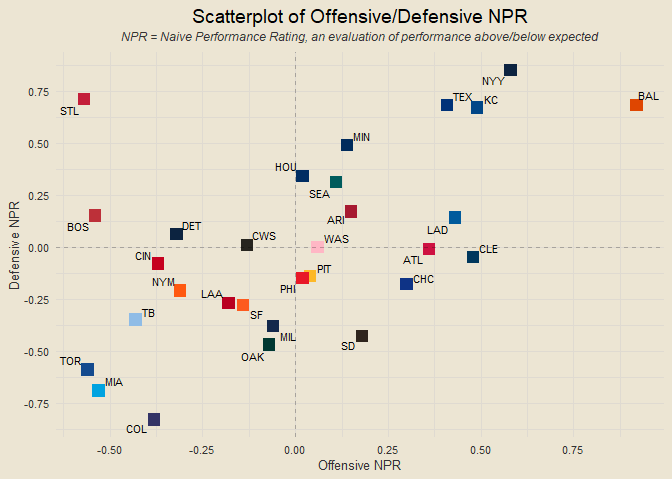 Scatterplot of Offensive/Defensive NPR
NPR = Naive Performance Rating, an evaluation of performance above/below expected
NYY
STL
TEX
KC
BAL
MIN
HOU
SEA
BOS
DET
ARI
LAD
CWS
WAS
CIN
ATL
CLE
NYM
PHI
PIT
CHC
LAA
SF
TB
MIL
OAK
SD
TOR
MIA
COL
0.75
0.50
0.25
0.00
-0.25
-0.50
-0.75
Defensive NPR
-0.50
-0.25
0.00
0.25
0.50
0.75
Offensive NPR